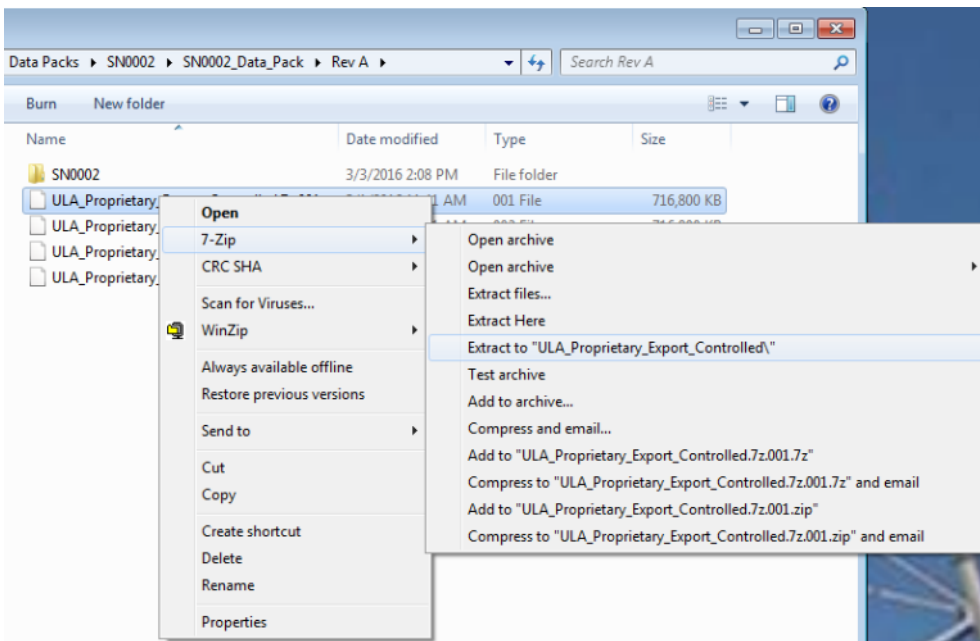 Data Packs ▸ SN0002 ▸ SN0002_Data_Pack ▸ Rev A ▸ Search Rev A
Burn New folder
Name Date modified Type Size
SN0002 3/3/2016 2:08 PM File folder
ULA_Proprietary_ AM 001 File 716,800 KB
ULA_Proprietary_
ULA_Proprietary_
ULA_Proprietary_
Open
7-Zip
CRC SHA
Scan for Viruses...
WinZip
Always available offline
Restore previous versions
Send to
Cut
Copy
Create shortcut
Delete
Rename
Properties
Open archive
Open archive
Extract files...
Extract Here
Extract to "ULA_Proprietary_Export_Controlled\"
Test archive
Add to archive...
Compress and email...
Add to "ULA_Proprietary_Export_Controlled.7z.001.7z"
Compress to "ULA_Proprietary_Export_Controlled.7z.001.7z" and email
Add to "ULA_Proprietary_Export_Controlled.7z.001.zip"
Compress to "ULA_Proprietary_Export_Controlled.7z.001.zip" and email